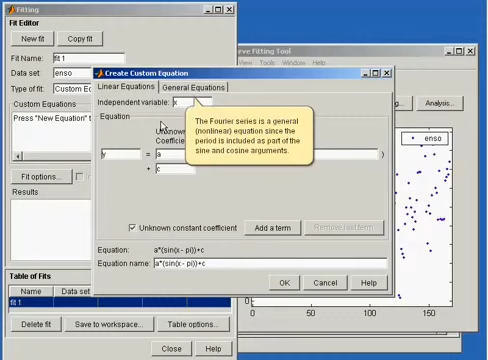 Fitting
Fit Editor
New fit
Copy fit
Fit Name:
fit 1
Data set
enso
Type of fit:
Custom Equations
Press "New Equation"
Fit options...
Results
Table of Fits
Name
Data set
fit 1
Delete fit
Save to workspace...
Table options...
Close
Help
Create Custom Equation
Linear Equations
General Equations
Independent variable:
x
Equation
Unknown
Coefficients
y
=
a
)
+
c
The Fourier series is a general
(nonlinear) equation since the
period is included as part of the
sine and cosine arguments.
Unknown constant coefficient
Add a term
Remove last term
Equation:
a*(sin(x - pi))+c
Equation name:
a*(sin(x - pi))+c
OK
Cancel
Help
Curve Fitting Tool
View
Tools
Window
Help
Analysis...
enso
0
100
150